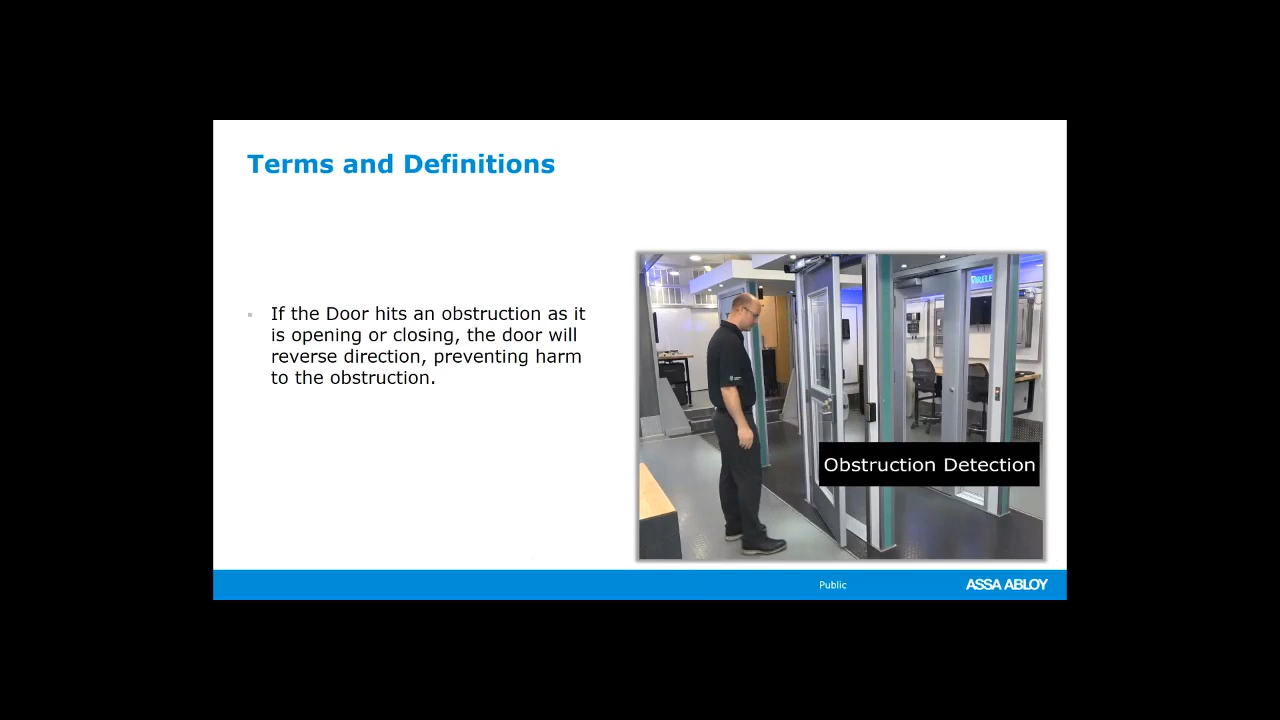 Terms and Definitions
If the Door hits an obstruction as it
is opening or closing, the door will
reverse direction, preventing harm
to the obstruction.
Obstruction Detection
Public
ASSA ABLOY